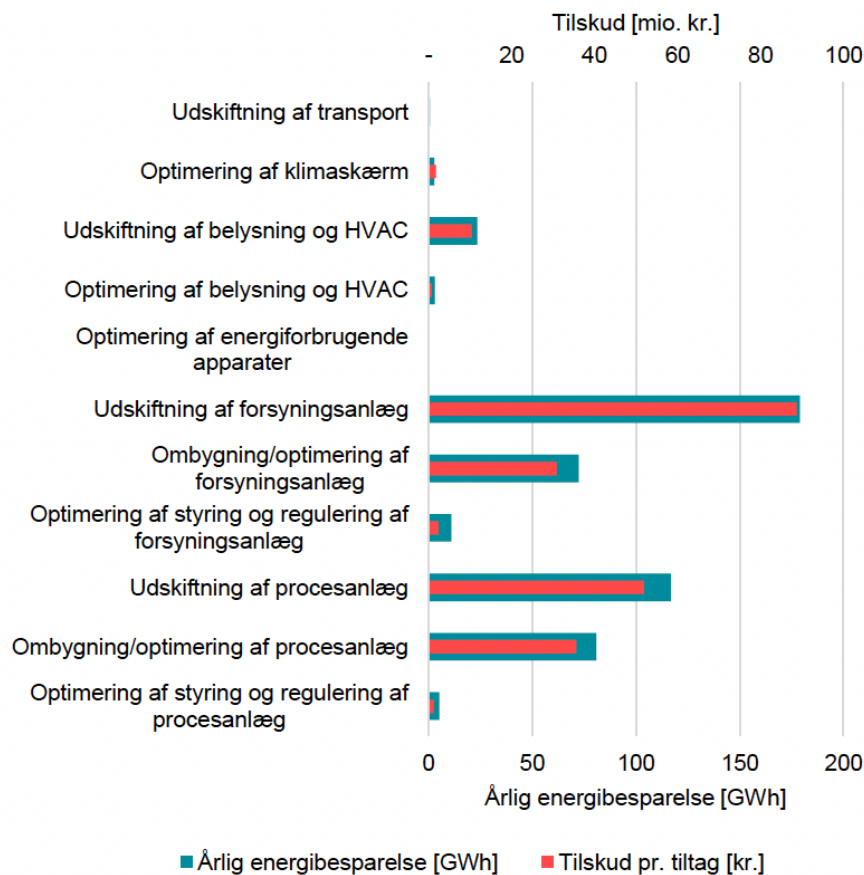 Tilskud [mio. kr.]
- 20 40 60 80 100
Udskiftning af transport
Optimering af klimaskærm
Udskiftning af belysning og HVAC
Optimering af belysning og HVAC
Optimering af energiforbrugende
apparater
Udskiftning af forsyningsanlæg
Ombygning/optimering af
forsyningsanlæg
Optimering af styring og regulering af
forsyningsanlæg
Udskiftning af procesanlæg
Ombygning/optimering af procesanlæg
Optimering af styring og regulering af
procesanlæg
0 50 100 150 200
Årlig energibesparelse [GWh]
Årlig energibesparelse [GWh] Tilskud pr. tiltag [kr.]